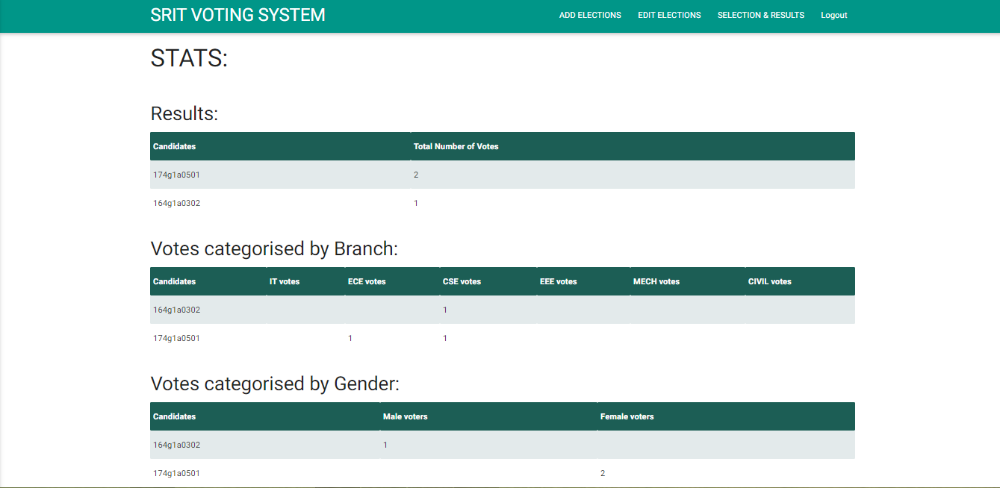 SRIT VOTING SYSTEM ADD ELECTIONS EDIT ELECTIONS SELECTION & RESULTS Logout
STATS:
Results:
Candidates Total Number of Votes
174g1a0501 2
164g1a0302 1
Votes categorised by Branch:
Candidates IT votes ECE votes CSE votes EEE votes MECH votes CIVIL votes
164g1a0302 1
174g1a0501 1 1
Votes categorised by Gender:
Candidates Male voters Female voters
164g1a0302 1
174g1a0501 2